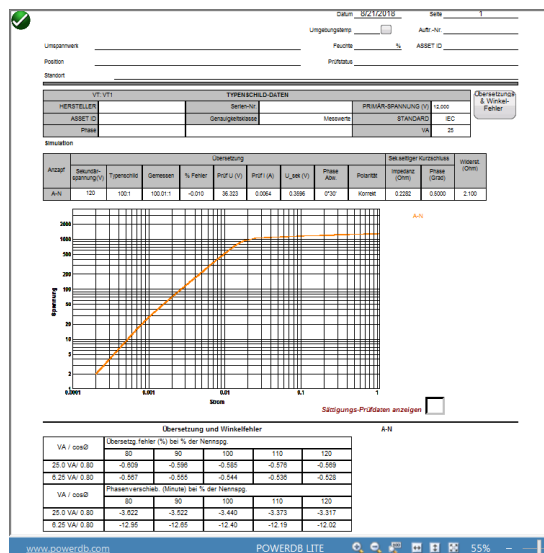 Datum 8/21/2018 Seite 1
Umgebungstemp. Auftr.-Nr.
Umspannwerk Feuchte % ASSET ID
Position Prüfstatus
Standort
VT: VT1 TYPENSCHILD-DATEN
HERSTELLER Serien-Nr. PRIMÄR-SPANNUNG (V) 12,000
ASSET ID Genauigkeitsklasse Messwerte STANDARD IEC
Phase VA 25
Übersetzungs & Winkel-Fehler
Simulation
Anzapf Übersetzung Sek.seitiger Kurzschluss Widerst. (Ohm)
Sekundär-spannung(V) Typenschild Gemessen % Fehler Prüf U (V) Prüf I (A) U_sek (V) Phase Abw. Polarität Impedanz (Ohm) Phase (Grad)
A-N 120 100:1 100.01:1 -0.010 36.323 0.0064 0.3596 0°30' Korrekt 0.2282 0.5000 2.100
A-N
Spannung
2000
1000
500
200
100
50
20
10
5
2
1
0.0001 0.001 0.01 0.1 1
Strom
Sättigungs-Prüfdaten anzeigen
Übersetzung und Winkelfehler A-N
VA / cosØ Übersetzg.fehler (%) bei % der Nennspg.
80 90 100 110 120
25.0 VA/ 0.80 -0.609 -0.596 -0.585 -0.576 -0.569
6.25 VA/ 0.80 -0.567 -0.555 -0.544 -0.536 -0.528
VA / cosØ Phasenverschieb. (Minute) bei % der Nennspg.
80 90 100 110 120
25.0 VA/ 0.80 -3.622 -3.522 -3.440 -3.373 -3.317
6.25 VA/ 0.80 -12.95 -12.65 -12.40 -12.19 -12.02
www.powerdb.com POWERDB LITE 55%